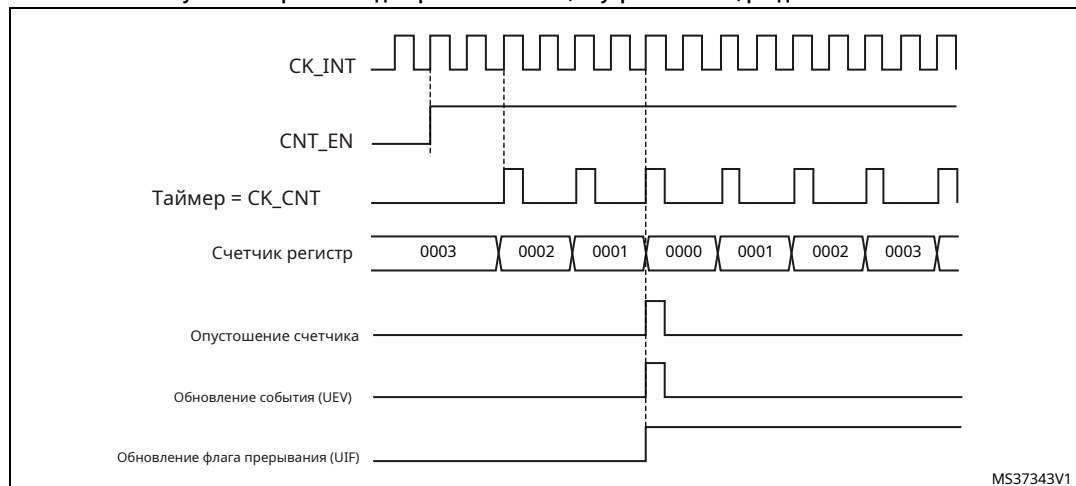 CK_INT
CNT_EN
Таймер = CK_CNT
Счетчик регистр 0003 0002 0001 0000 0001 0002 0003
Опустошение счетчика
Обновление события (UEV)
Обновление флага прерывания (UIF)
MS37343V1